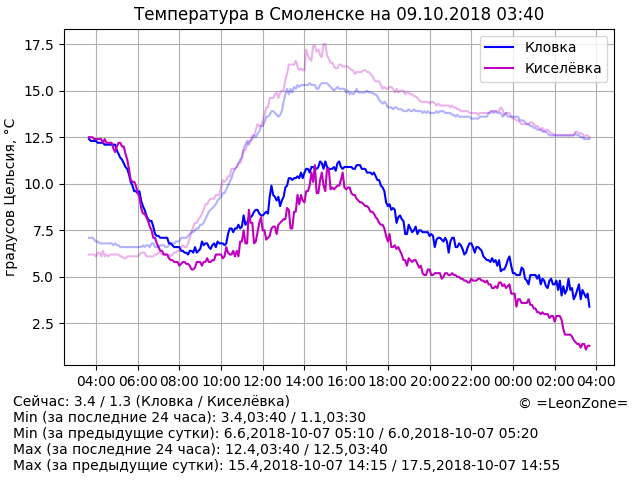 Температура в Смоленске на 09.10.2018 03:40
градусов Цельсия, °C
17.5
15.0
12.5
10.0
7.5
5.0
2.5
Кловка
Киселёвка
04:00 06:00 08:00 10:00 12:00 14:00 16:00 18:00 20:00 22:00 00:00 02:00 04:00
Сейчас: 3.4 / 1.3 (Кловка / Киселёвка)
© =LeonZone=
Min (за последние 24 часа): 3.4,03:40 / 1.1,03:30
Min (за предыдущие сутки): 6.6,2018-10-07 05:10 / 6.0,2018-10-07 05:20
Max (за последние 24 часа): 12.4,03:40 / 12.5,03:40
Max (за предыдущие сутки): 15.4,2018-10-07 14:15 / 17.5,2018-10-07 14:55